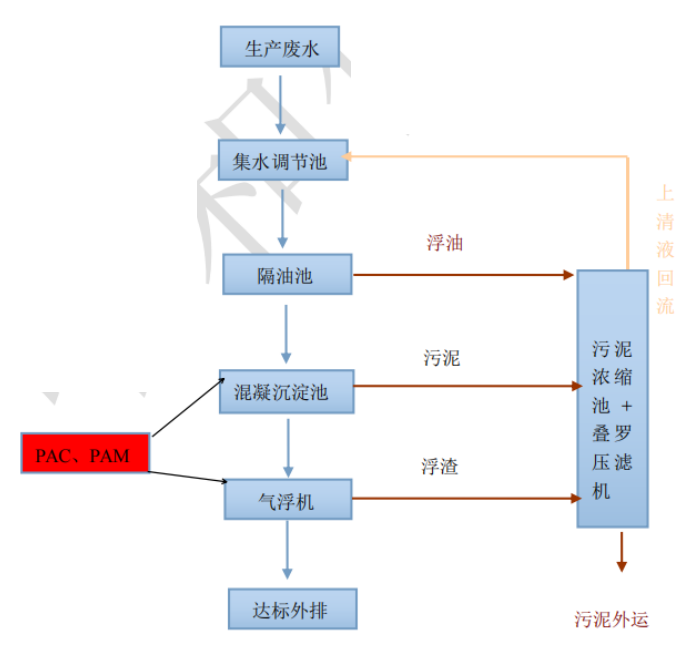 生产废水
集水调节池
上清液回流
浮油
隔油池
污泥
混凝沉淀池
污泥
浓缩
池 +
叠罗
压滤
机
PAC、PAM
浮渣
气浮机
达标外排
污泥外运